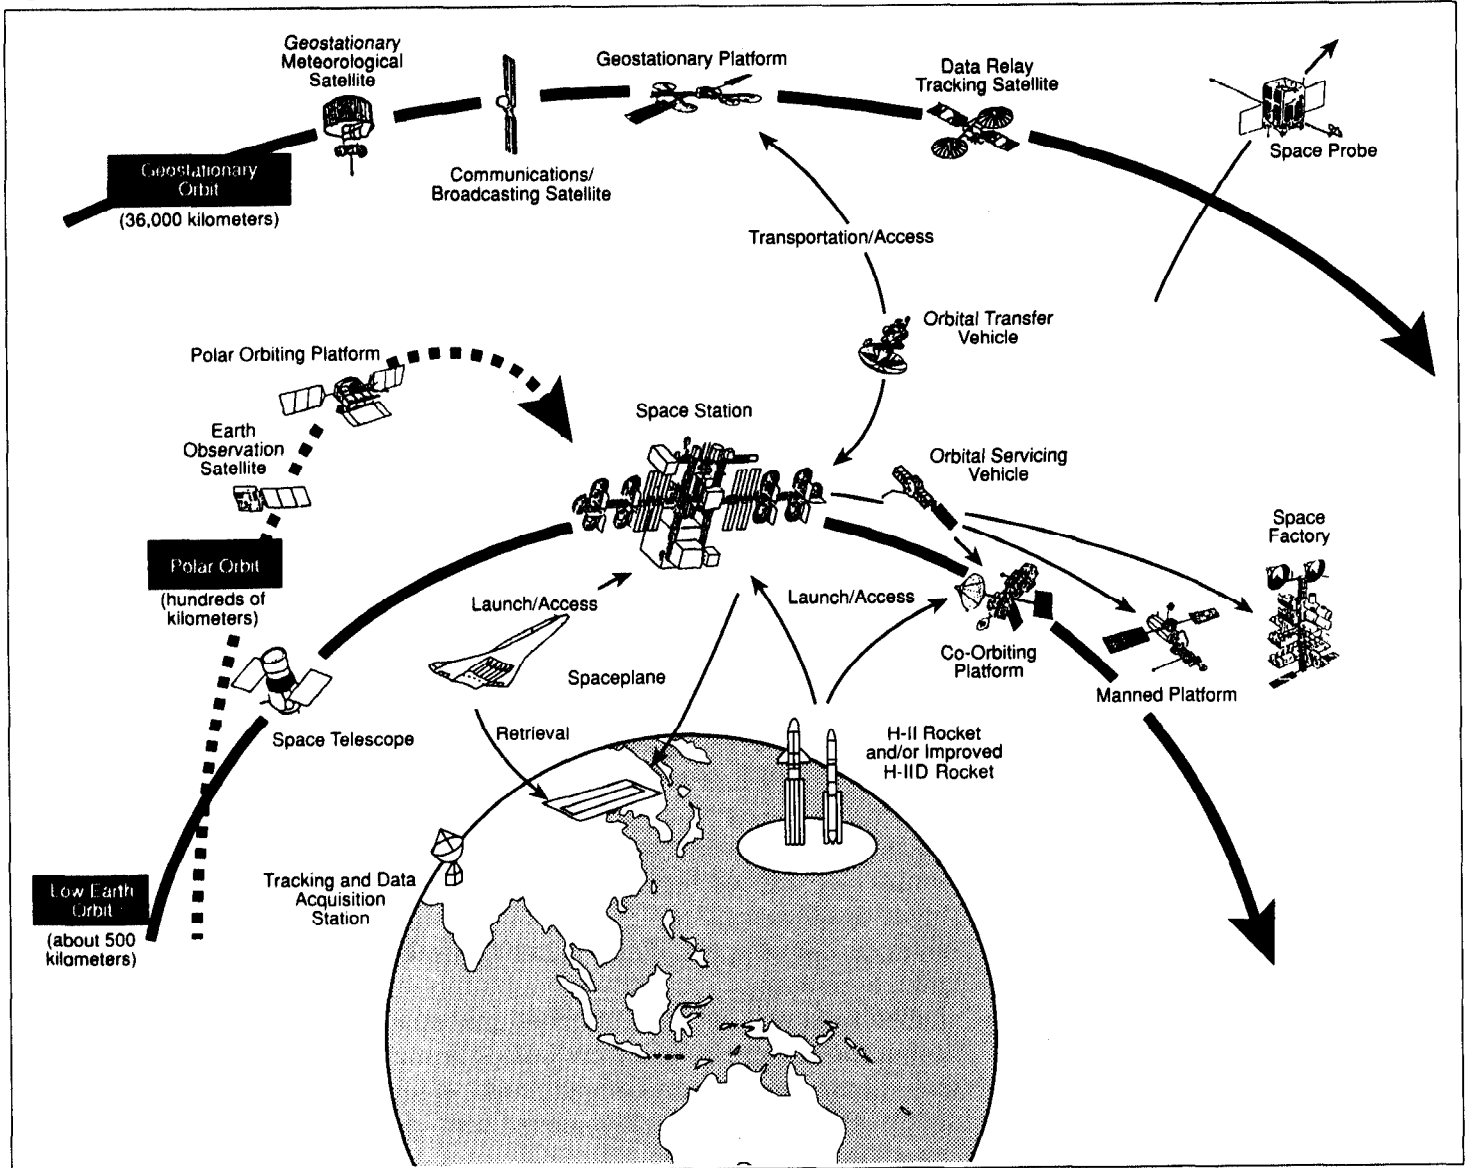 Geostationary
Meteorological
Satellite
Geostationary Platform
Data Relay
Tracking Satellite
Space Probe
Geostationary
Orbit
(36,000 kilometers)
Communications/
Broadcasting Satellite
Transportation/Access
Orbital Transfer
Vehicle
Polar Orbiting Platform
Space Station
Earth
Observation
Satellite
Orbital Servicing
Vehicle
Space
Factory
Polar Orbit
(hundreds of
kilometers)
Launch/Access
Launch/Access
Co-Orbiting
Platform
Spaceplane
Manned Platform
Space Telescope
Retrieval
H-II Rocket
and/or Improved
H-IID Rocket
Tracking and Data
Acquisition
Station
Low Earth
Orbit
(about 500
kilometers)